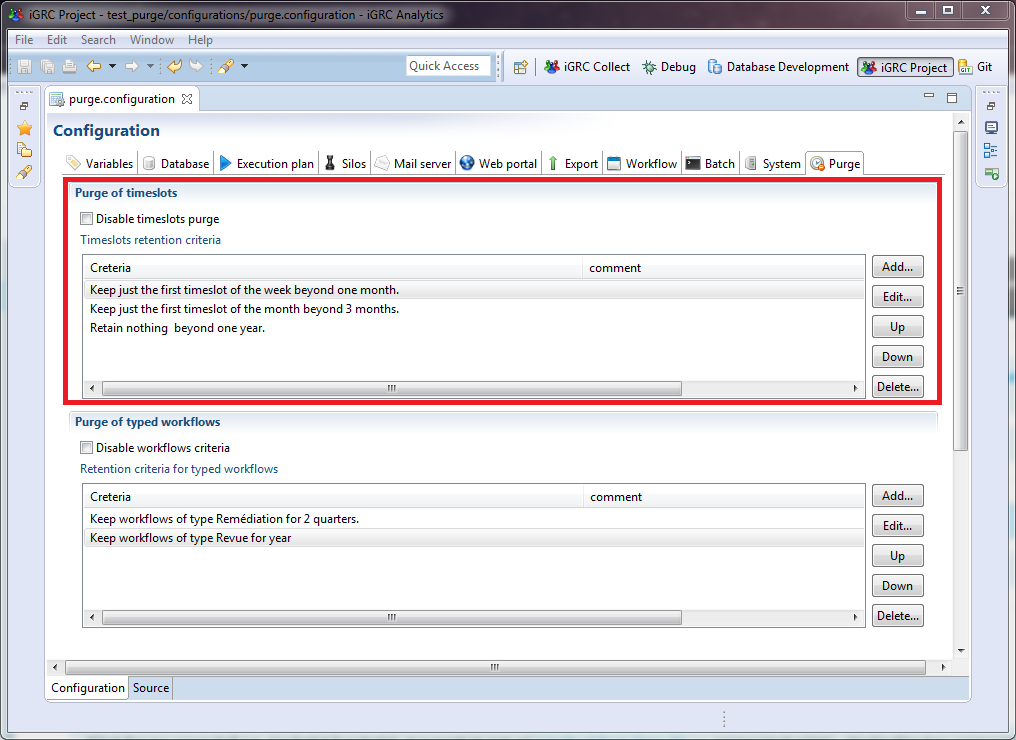 iGRC Project - test_purge/configurations/purge.configuration - iGRC Analytics
File Edit Search Window Help
Quick Access iGRC Collect Debug Database Development iGRC Project GIT Git
purge.configuration
Configuration
Variables Database Execution plan Silos Mail server Web portal Export Workflow Batch System Purge
Purge of timeslots
Disable timeslots purge
Timeslots retention criteria
Creteria comment
Add...
Keep just the first timeslot of the week beyond one month.
Edit...
Keep just the first timeslot of the month beyond 3 months.
Retain nothing  beyond one year.
Up
Down
Delete...
Purge of typed workflows
Disable workflows criteria
Retention criteria for typed workflows
Creteria comment
Add...
Keep workflows of type Remédiation for 2 quarters.
Edit...
Keep workflows of type Revue for year
Up
Down
Delete...
Configuration Source